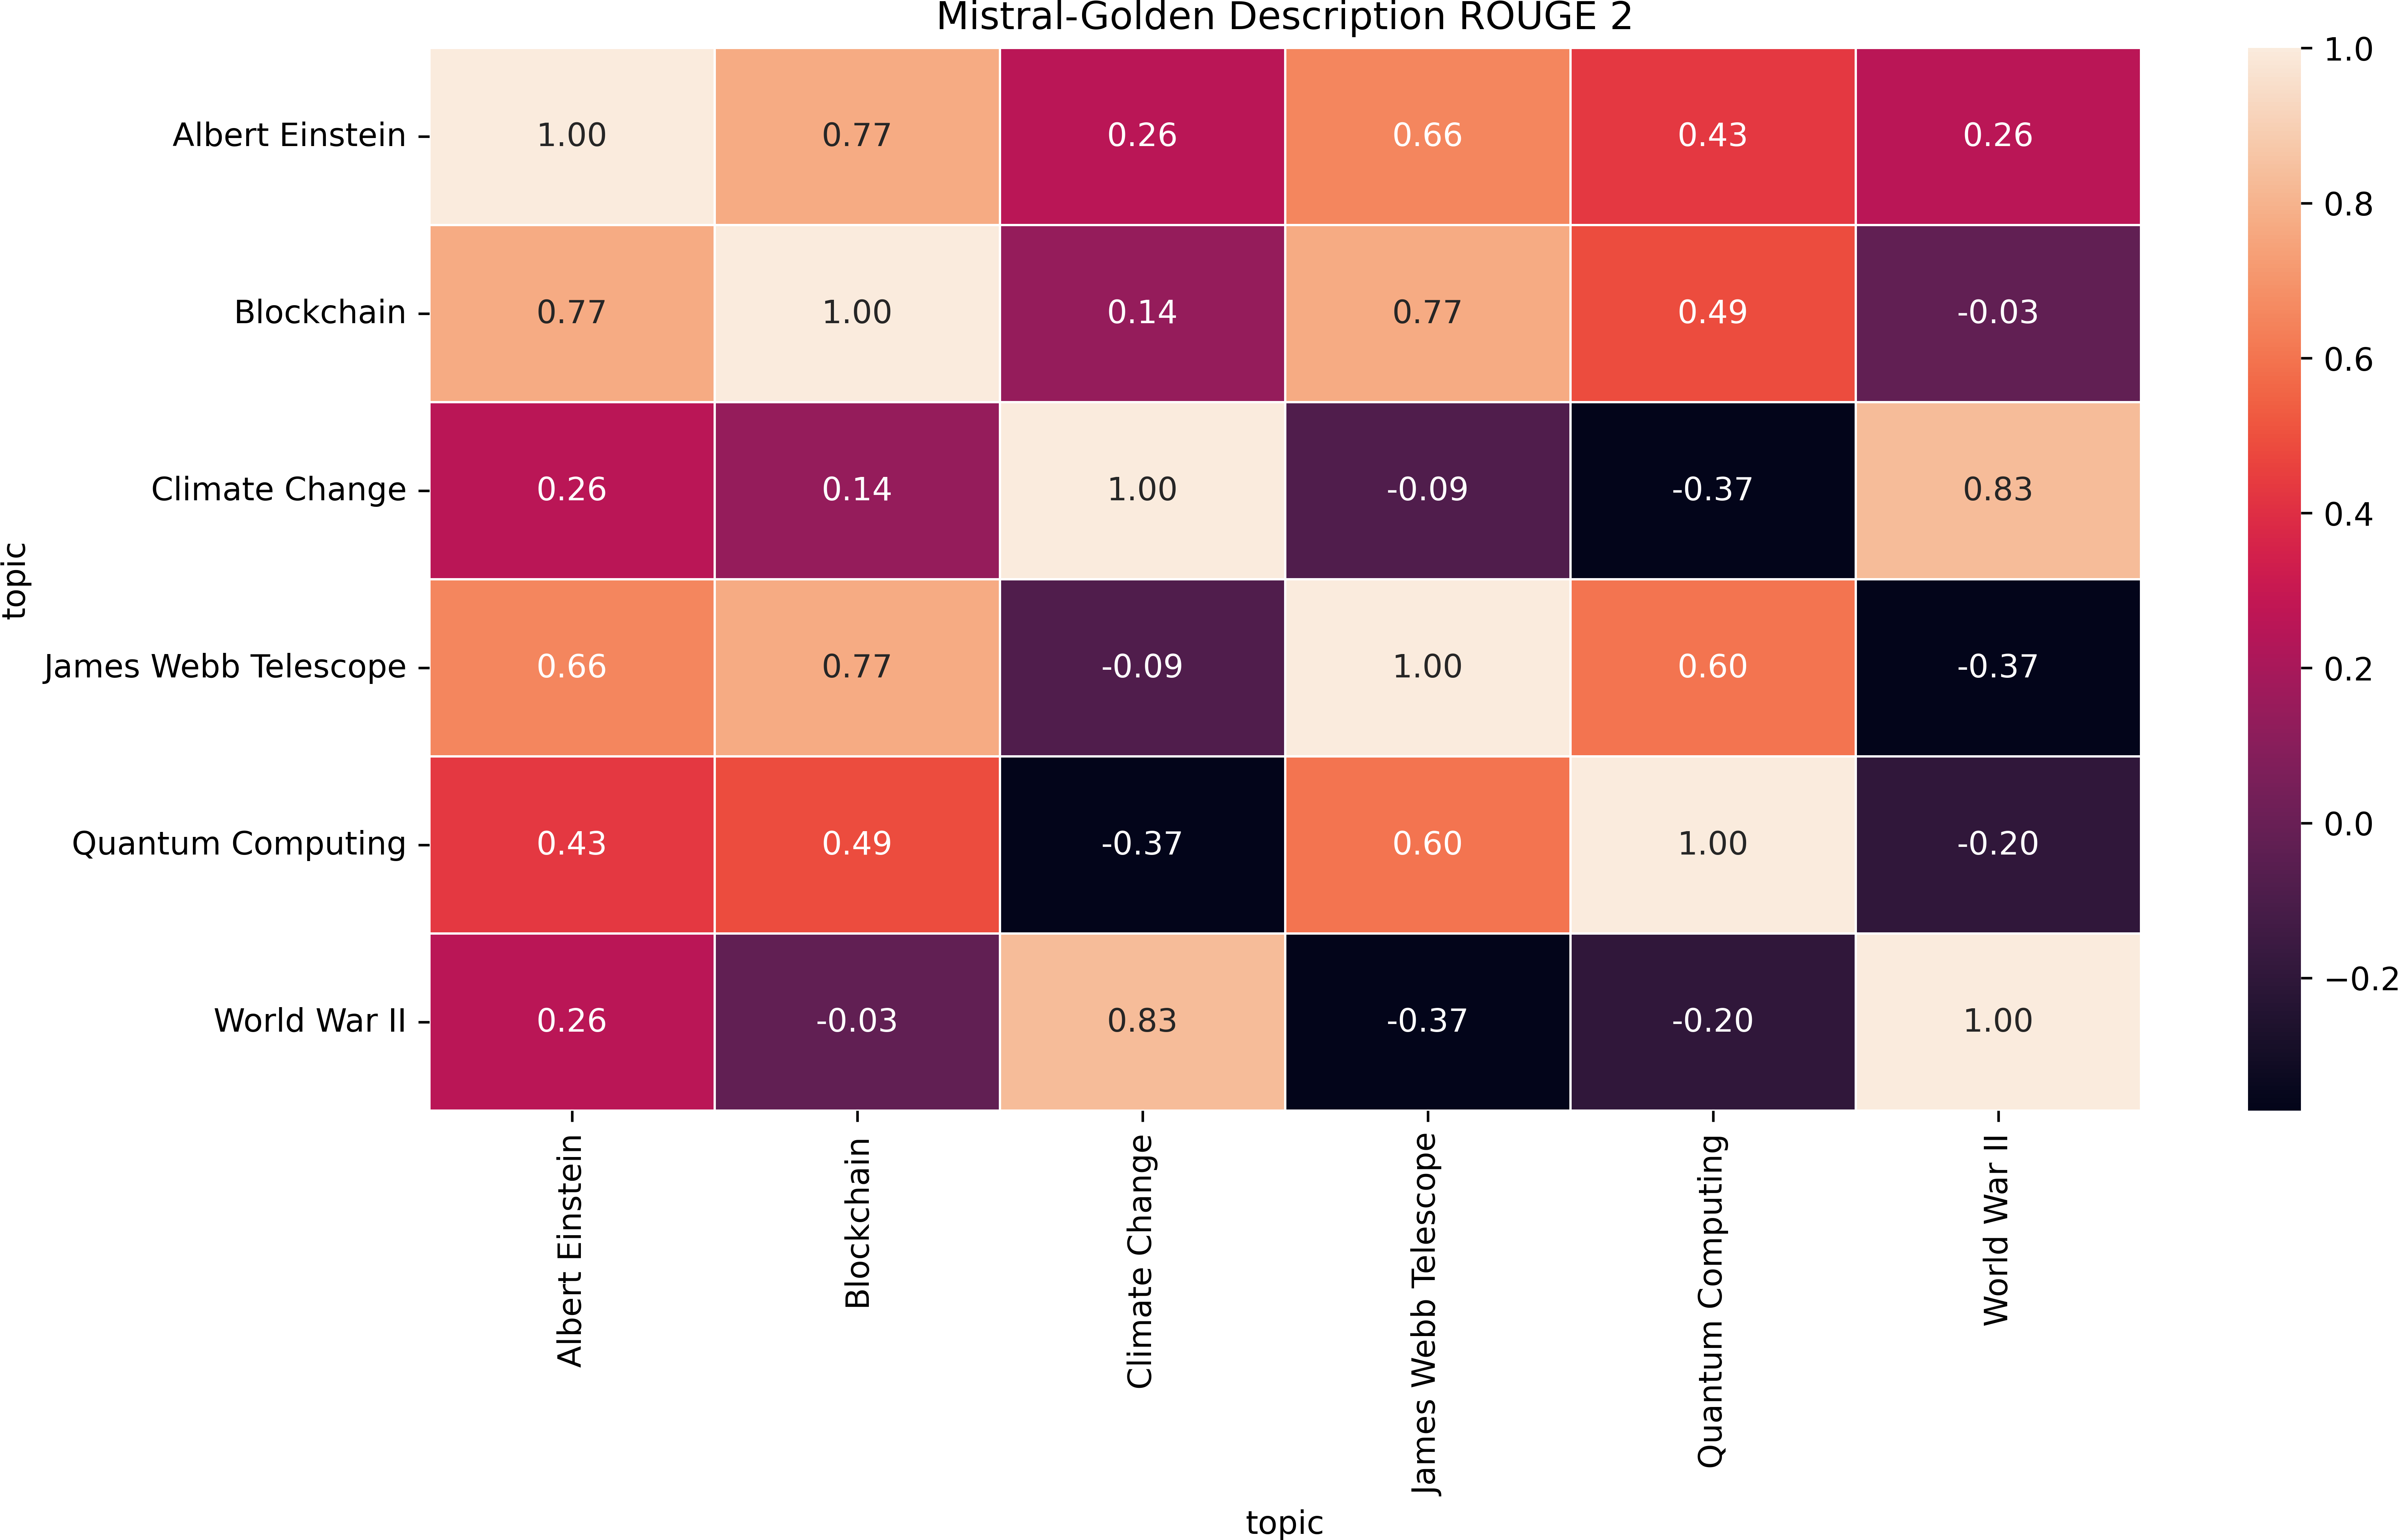 Mistral-Golden Description ROUGE 2
1.0
Albert Einstein 1.00 0.77 0.26 0.66 0.43 0.26
0.8
Blockchain 0.77 1.00 0.14 0.77 0.49 -0.03
0.6
Climate Change 0.26 0.14 1.00 -0.09 -0.37 0.83
0.4
topic
James Webb Telescope 0.66 0.77 -0.09 1.00 0.60 -0.37
0.2
0.0
Quantum Computing 0.43 0.49 -0.37 0.60 1.00 -0.20
−0.2
World War II 0.26 -0.03 0.83 -0.37 -0.20 1.00
Albert Einstein
Blockchain
Climate Change
James Webb Telescope
Quantum Computing
World War II
topic